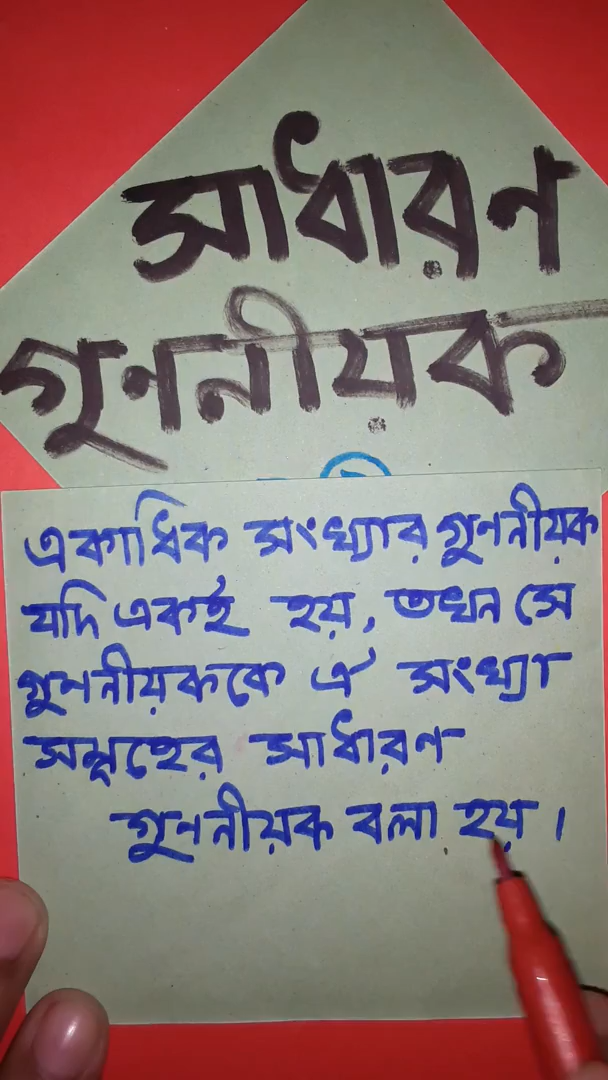 সাধারণ
গুণনীয়ক
একাধিক সংখ্যার গুণনীয়ক
যদি একই হয়, তখন সে
গুণনীয়ককে ঐ সংখ্যা
সমূহের সাধারণ
গুণনীয়ক বলা হয় ।